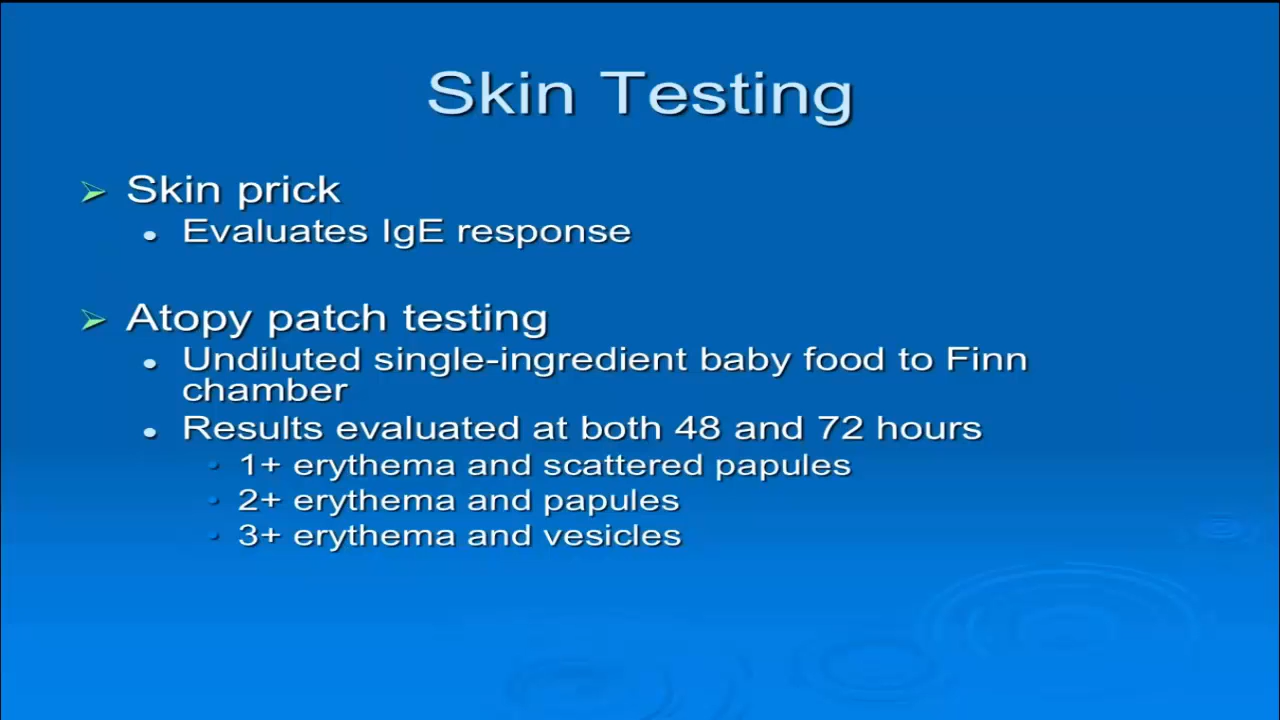 Skin Testing
Skin prick
Evaluates IgE response
Atopy patch testing
Undiluted single-ingredient baby food to Finn
chamber
Results evaluated at both 48 and 72 hours
1+ erythema and scattered papules
2+ erythema and papules
3+ erythema and vesicles